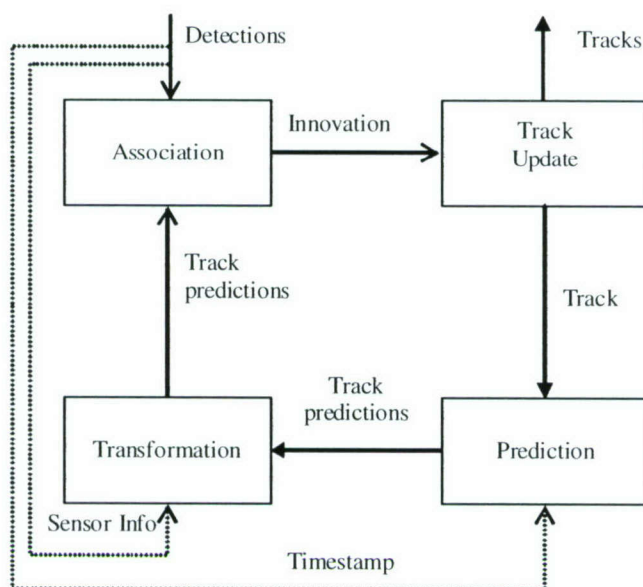 Detections
Tracks
Association
Innovation
Track
Update
Track
predictions
Track
Track
predictions
Transformation
Prediction
Sensor Info
Timestamp